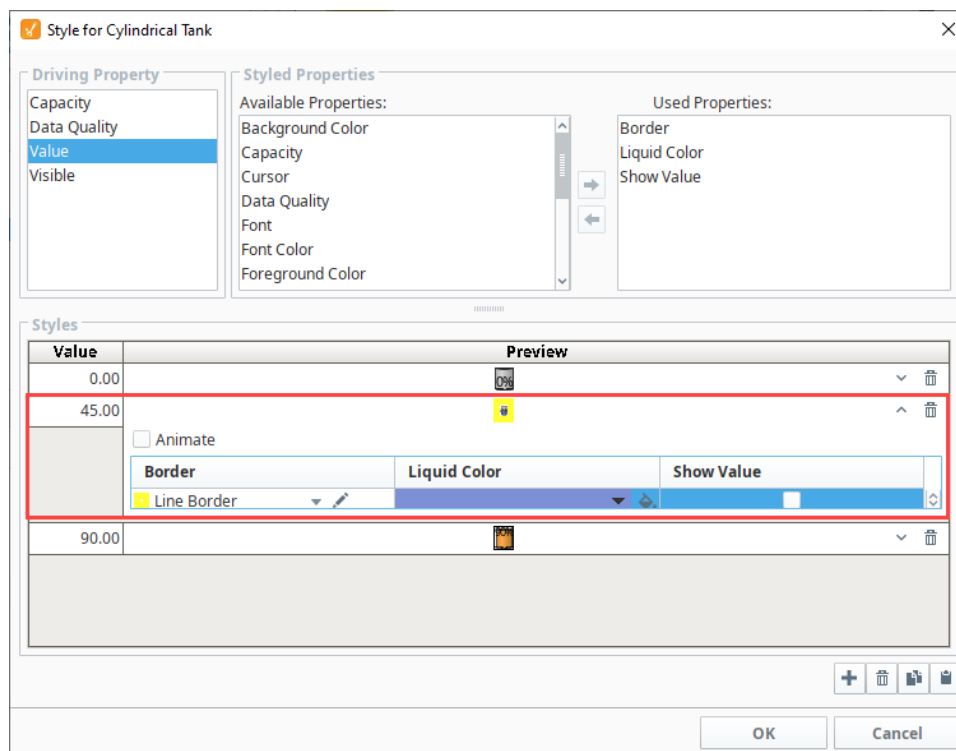 Style for Cylindrical Tank
Driving Property
Capacity
Data Quality
Value
Visible
Styled Properties
Available Properties:
Background Color
Capacity
Cursor
Data Quality
Font
Font Color
Foreground Color
Used Properties:
Border
Liquid Color
Show Value
Styles
Value Preview
0.00 0%
45.00
Animate
Border Liquid Color Show Value
Line Border
90.00
OK Cancel